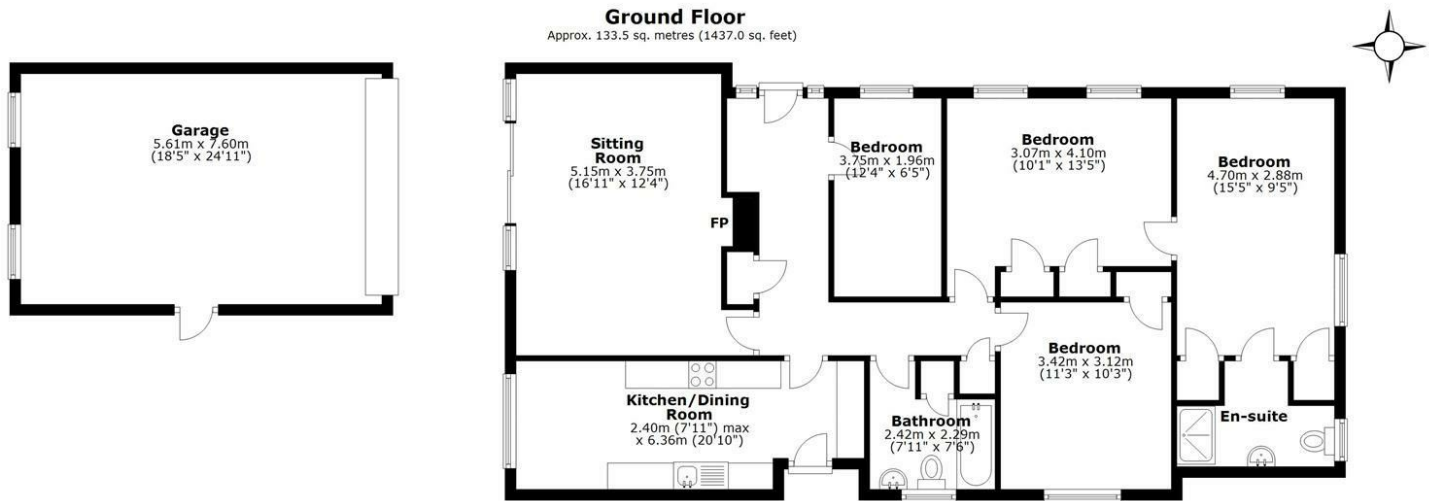 Ground Floor
Approx. 133.5 sq. metres (1437.0 sq. feet)
Garage
5.61m x 7.60m
(18'5" x 24'11")
Sitting
Room
5.15m x 3.75m
(16'11" x 12'4")
FP
Bedroom
3.75m x 1.96m
(12'4" x 6'5")
Bedroom
3.07m x 4.10m
(10'1" x 13'5")
Bedroom
4.70m x 2.88m
(15'5" x 9'5")
Kitchen/Dining
Room
2.40m (7'11") max
x 6.36m (20'10")
Bathroom
2.42m x 2.29m
(7'11" x 7'6")
Bedroom
3.42m x 3.12m
(11'3" x 10'3")
En-suite